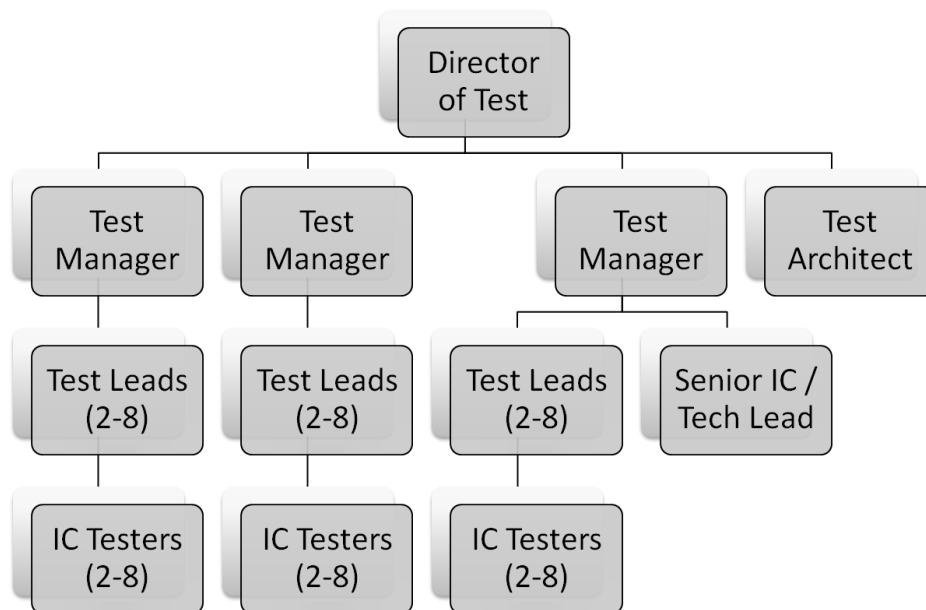 Director
of Test
Test
Manager
Test
Manager
Test
Manager
Test
Architect
Test Leads
(2-8)
Test Leads
(2-8)
Test Leads
(2-8)
Senior IC /
Tech Lead
IC Testers
(2-8)
IC Testers
(2-8)
IC Testers
(2-8)